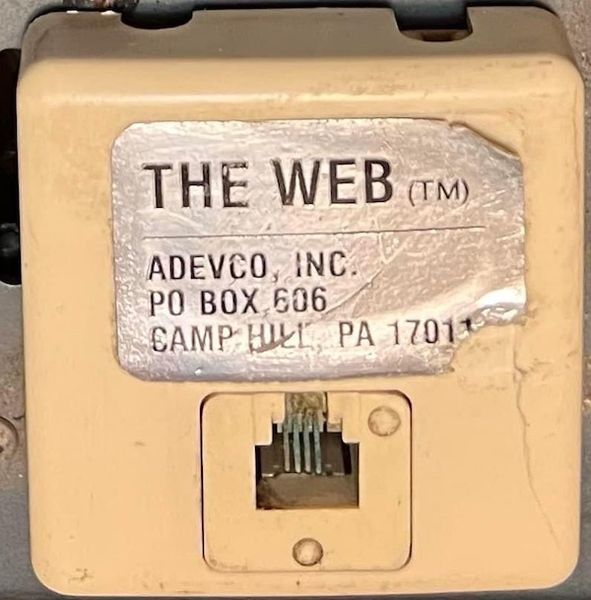 THE WEB (TM)
ADEVCO, INC.
PO BOX 606
CAMP HILL, PA 17011